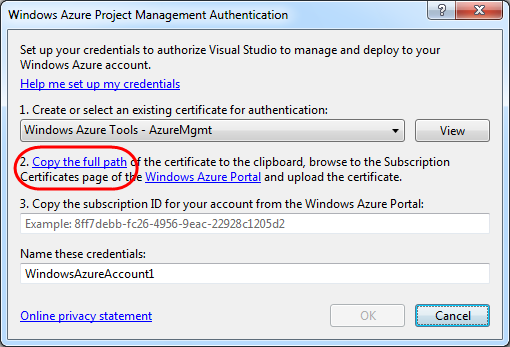 Windows Azure Project Management Authentication
Set up your credentials to authorize Visual Studio to manage and deploy to your
Windows Azure account.
Help me set up my credentials
1. Create or select an existing certificate for authentication:
Windows Azure Tools - AzureMgmt
View
2. Copy the full path of the certificate to the clipboard, browse to the Subscription
Certificates page of the Windows Azure Portal and upload the certificate.
3. Copy the subscription ID for your account from the Windows Azure Portal:
Example: 8ff7debb-fc26-4956-9eac-22928c1205d2
Name these credentials:
WindowsAzureAccount1
Online privacy statement
OK
Cancel